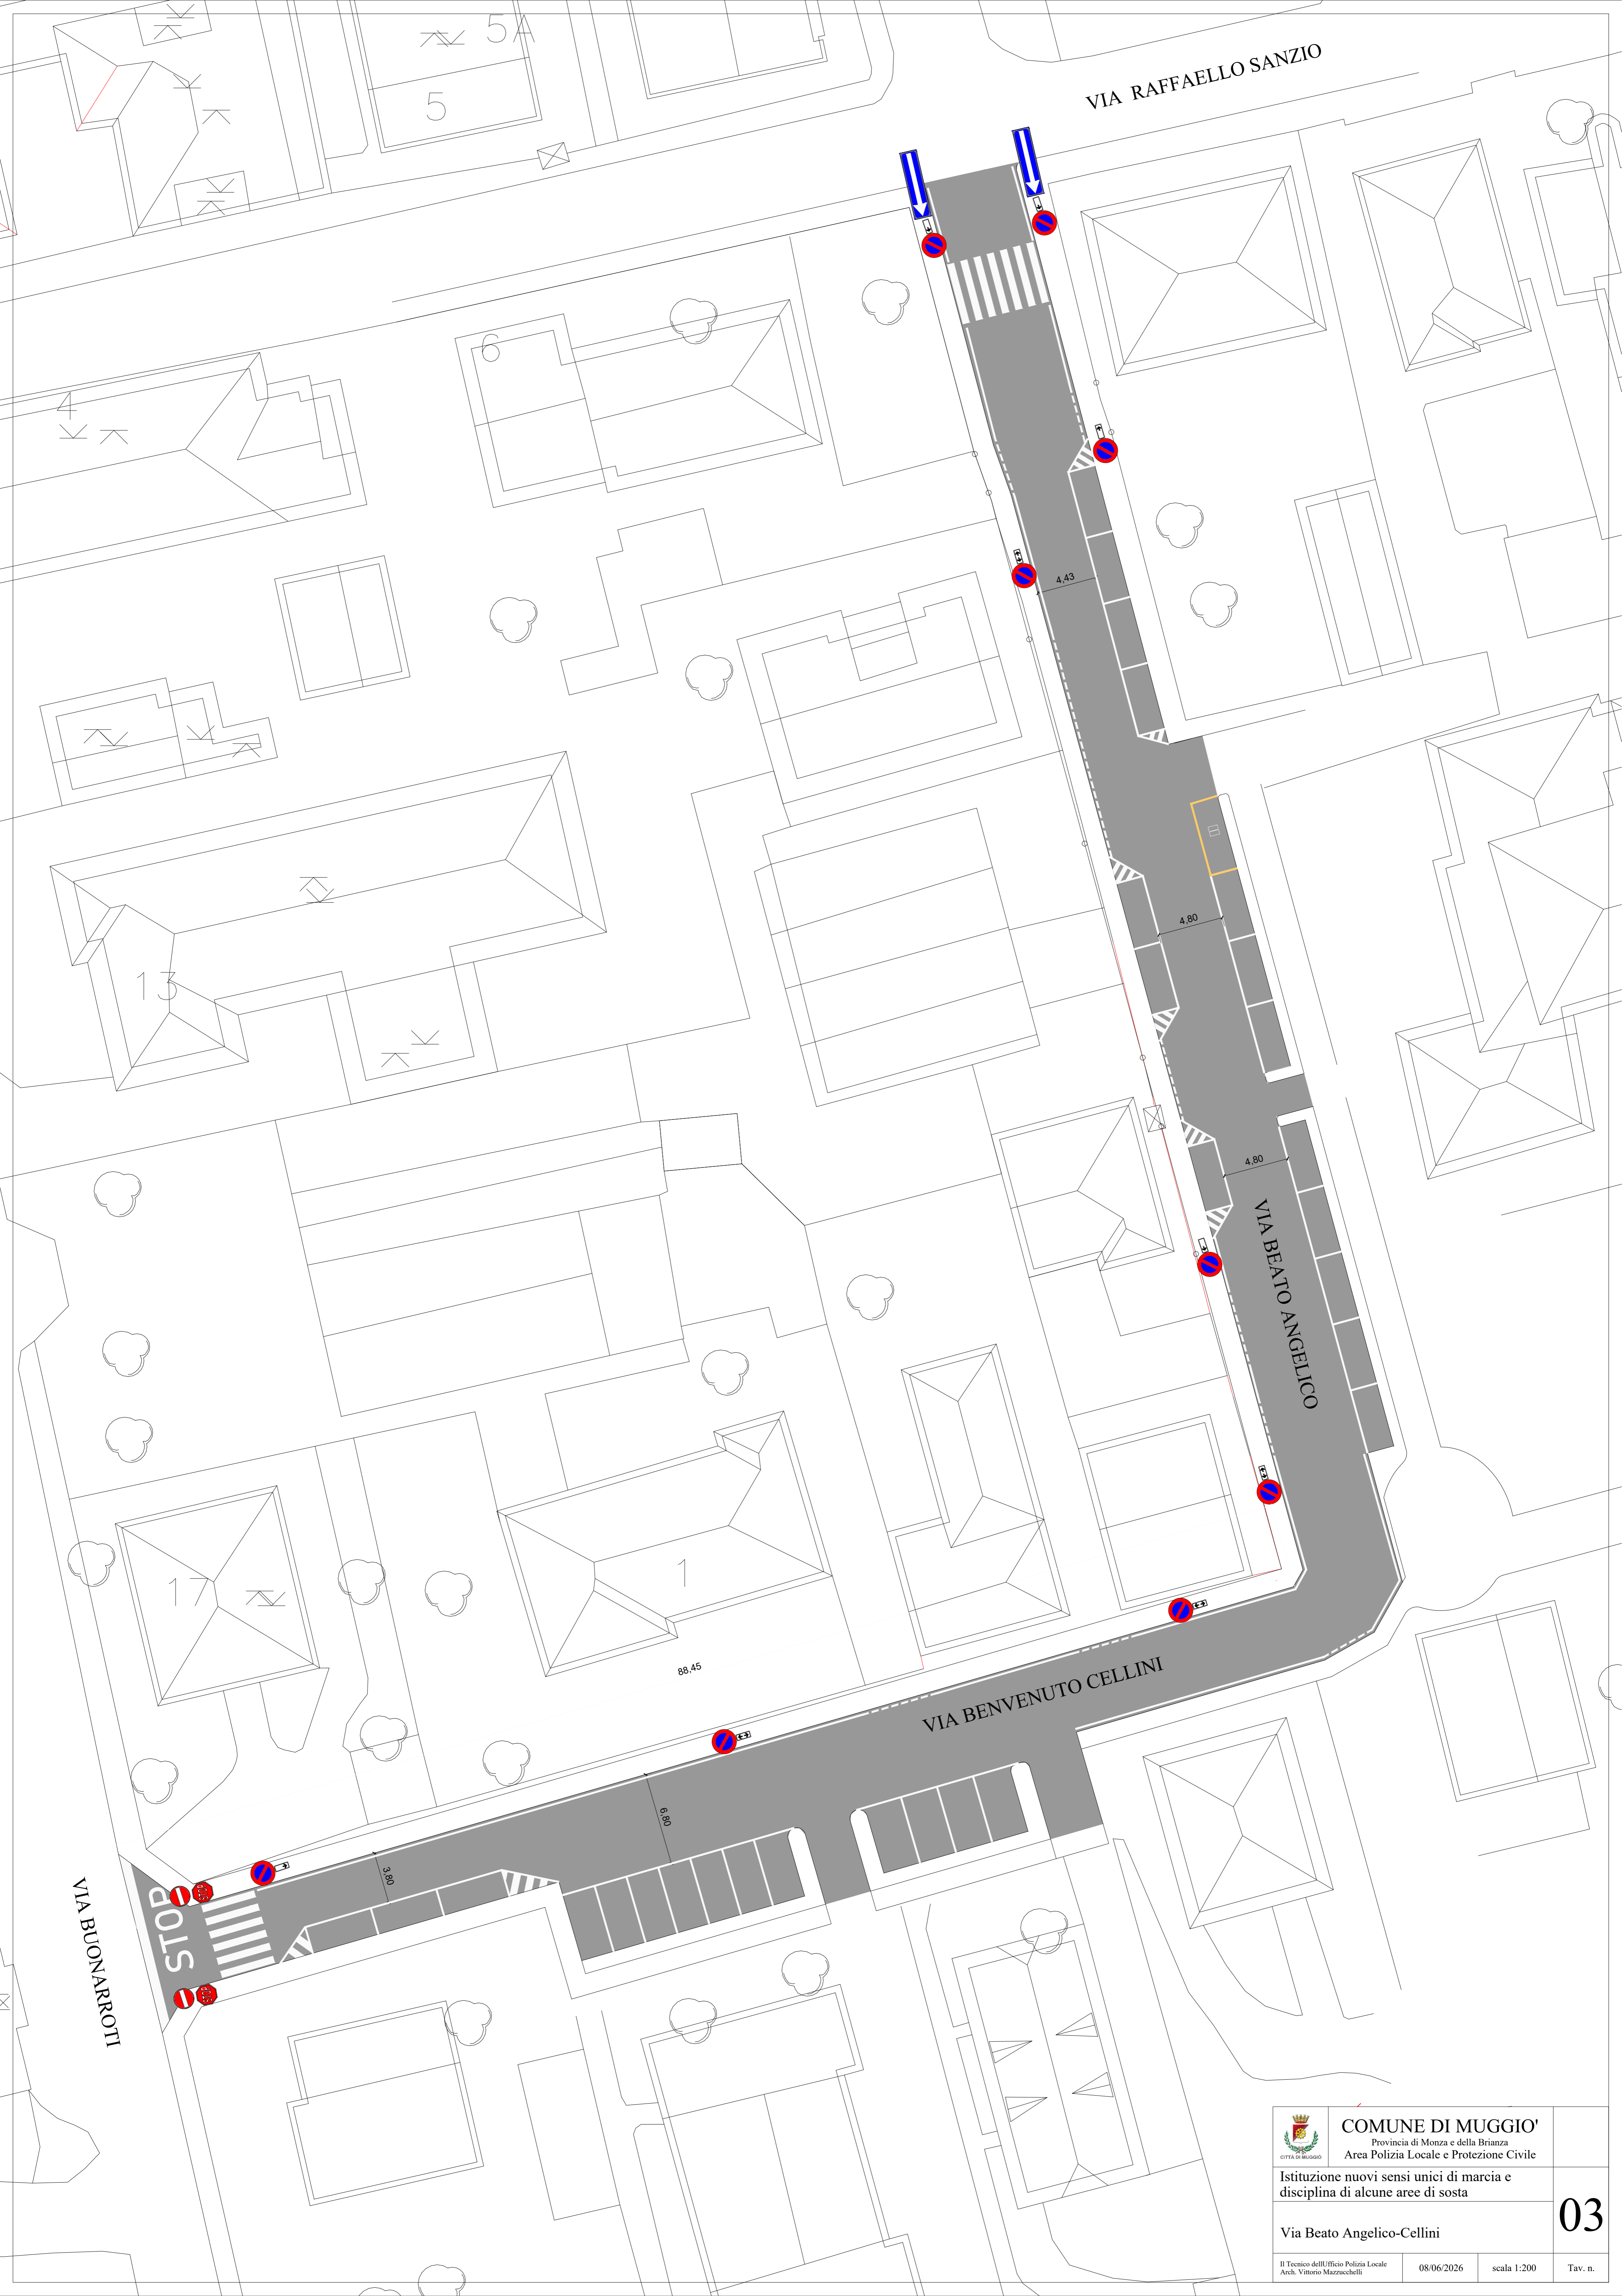 5A
5
VIA RAFFAELLO SANZIO
6
4
4,43
13
4,80
4,80
VIA BEATO ANGELICO
17
1
88,45
VIA BENVENUTO CELLINI
6,80
3,80
STOP
VIA BUONARROTI
CITTÀ DI MUGGIÒ
COMUNE DI MUGGIO'
Provincia di Monza e della Brianza
Area Polizia Locale e Protezione Civile
Istituzione nuovi sensi unici di marcia e
disciplina di alcune aree di sosta
Via Beato Angelico-Cellini
03
Il Tecnico dellUfficio Polizia Locale
Arch. Vittorio Mazzucchelli
08/06/2026
scala 1:200
Tav. n.